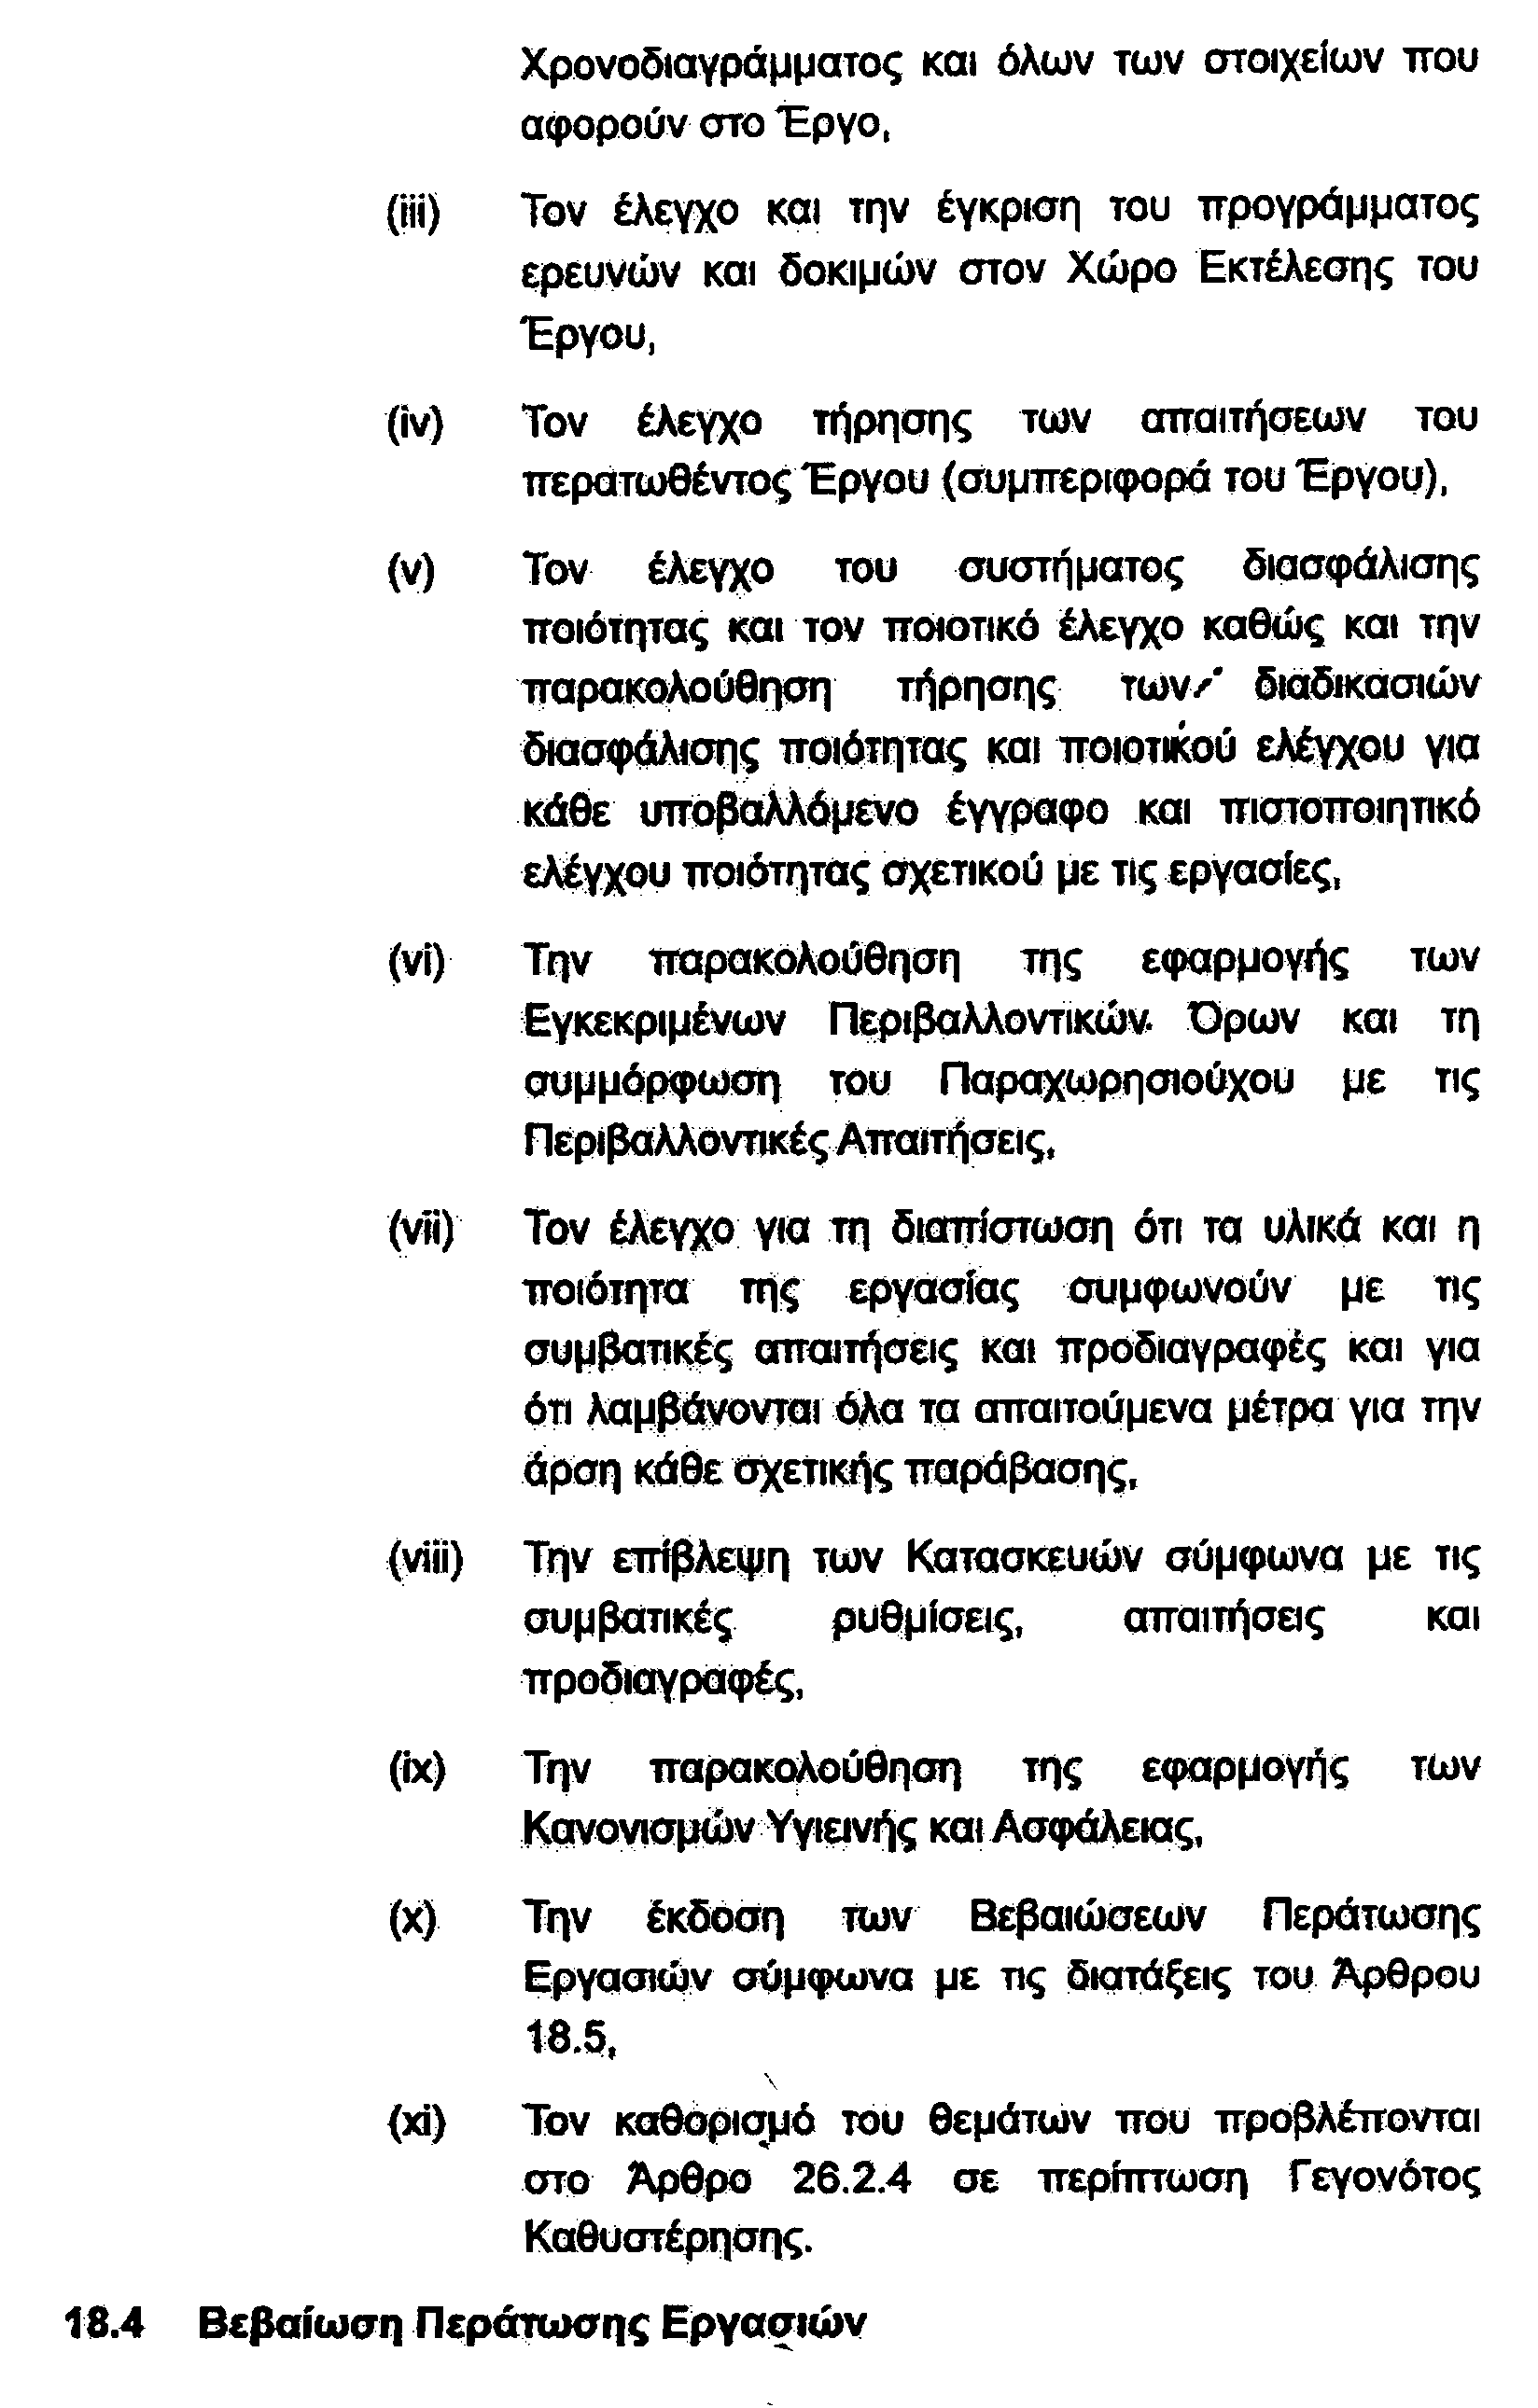 Χρονοδιαγράμματος και όλων των στοιχείων που
αφορούν στο Έργο,
(iii) Τον έλεγχο και την έγκριση του προγράμματος
ερευνών και δοκιμών στον Χώρο Εκτέλεσης του
Έργου,
(iv) Τον έλεγχο τήρησης των απαιτήσεων του
περατωθέντος Έργου (συμπεριφορά του Έργου),
(v) Τον έλεγχο του συστήματος διασφάλισης
ποιότητας και τον ποιοτικό έλεγχο καθώς και την
παρακολούθηση τήρησης των διαδικασιών
διασφάλισης ποιότητας και ποιοτικού ελέγχου για
κάθε υποβαλλόμενο έγγραφο και πιστοποιητικό
ελέγχου ποιότητας σχετικού με τις εργασίες,
(vi) Την παρακολούθηση της εφαρμογής των
Εγκεκριμένων Περιβαλλοντικών Όρων και τη
συμμόρφωση του Παραχωρησιούχου με τις
Περιβαλλοντικές Απαιτήσεις,
(vii) Τον έλεγχο για τη διαπίστωση ότι τα υλικά και η
ποιότητα της εργασίας συμφωνούν με τις
συμβατικές απαιτήσεις και προδιαγραφές και για
ότι λαμβάνονται όλα τα απαιτούμενα μέτρα για την
άρση κάθε σχετικής παράβασης,
(viii) Την επίβλεψη των Κατασκευών σύμφωνα με τις
συμβατικές ρυθμίσεις, απαιτήσεις και
προδιαγραφές,
(ix) Την παρακολούθηση της εφαρμογής των
Κανονισμών Υγιεινής και Ασφάλειας,
(x) Την έκδοση των Βεβαιώσεων Περάτωσης
Εργασιών σύμφωνα με τις διατάξεις του Άρθρου
18.5,
(xi) Τον καθορισμό του θεμάτων που προβλέπονται
στο Άρθρο 26.2.4 σε περίπτωση Γεγονότος
Καθυστέρησης.
18.4 Βεβαίωση Περάτωσης Εργασιών